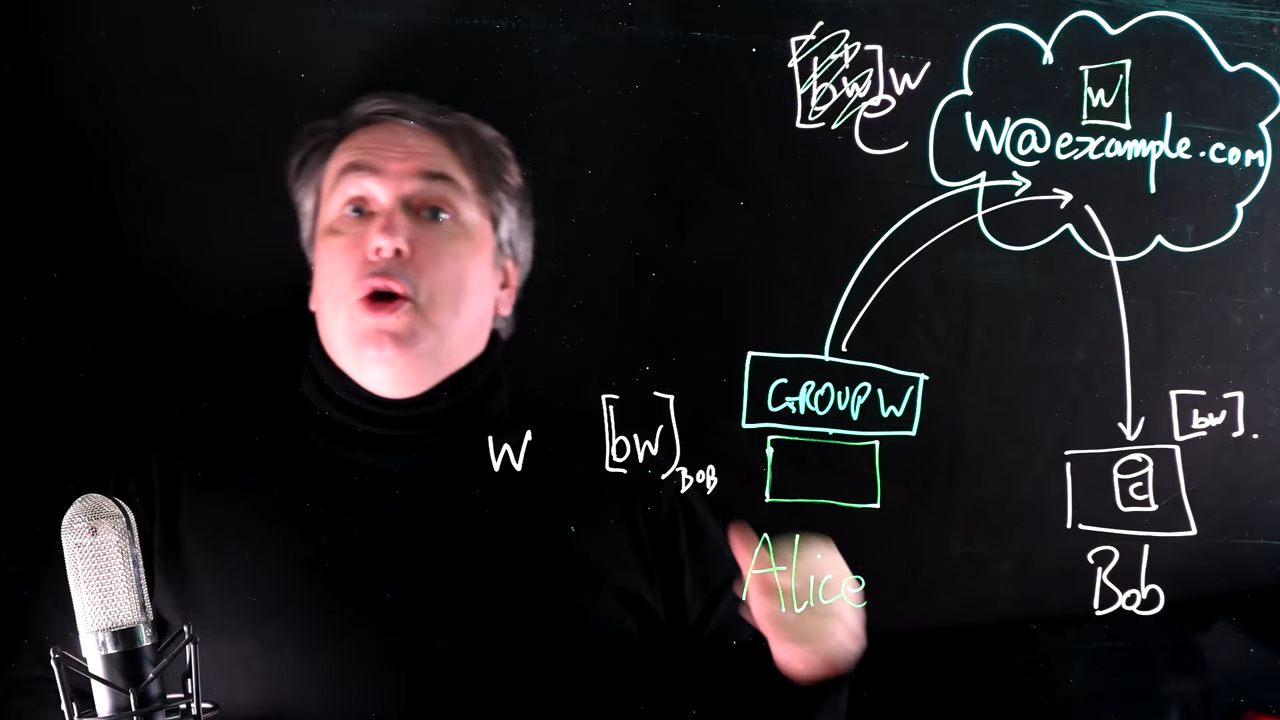 [bw]w
e
W
W@example.com
GROUP W
W [bw]BOB
[bw].
C
Alice
Bob